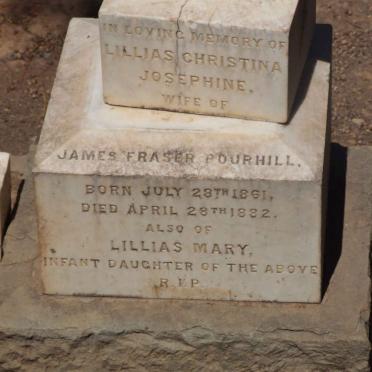 IN LOVING MEMORY OF
LILLIAS CHRISTINA
JOSEPHINE,
WIFE OF
JAMES FRASER POURHILL.
BORN JULY 28TH 1861,
DIED APRIL 28TH 1882.
ALSO OF
LILLIAS MARY,
INFANT DAUGHTER OF THE ABOVE
R.I.P.